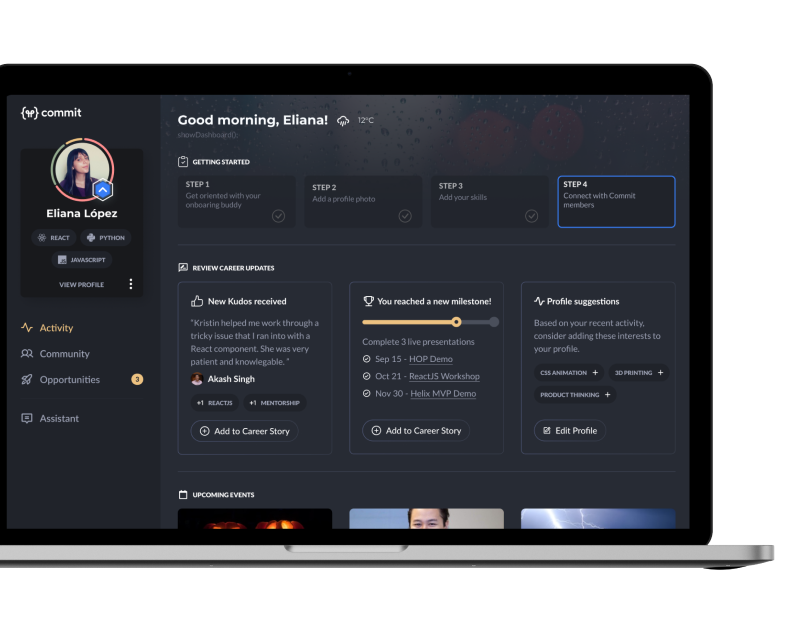 {} commit
Eliana López
REACT
PYTHON
JAVASCRIPT
VIEW PROFILE
Activity
Community
Opportunities
3
Assistant
Good morning, Eliana!
12°C
showDashboard();
GETTING STARTED
STEP 1
Get oriented with your
onboaring buddy
STEP 2
Add a profile photo
STEP 3
Add your skills
STEP 4
Connect with Commit
members
REVIEW CAREER UPDATES
New Kudos received
“Kristin helped me work through a
tricky issue that I ran into with a
React component. She was very
patient and knowlegable. ”
Akash Singh
+1 REACTJS
+1 MENTORSHIP
Add to Career Story
You reached a new milestone!
Complete 3 live presentations
Sep 15 - HOP Demo
Oct 21 - ReactJS Workshop
Nov 30 - Helix MVP Demo
Add to Career Story
Profile suggestions
Based on your recent activity,
consider adding these interests to
your profile.
CSS ANIMATION +
3D PRINTING +
PRODUCT THINKING +
Edit Profile
UPCOMING EVENTS